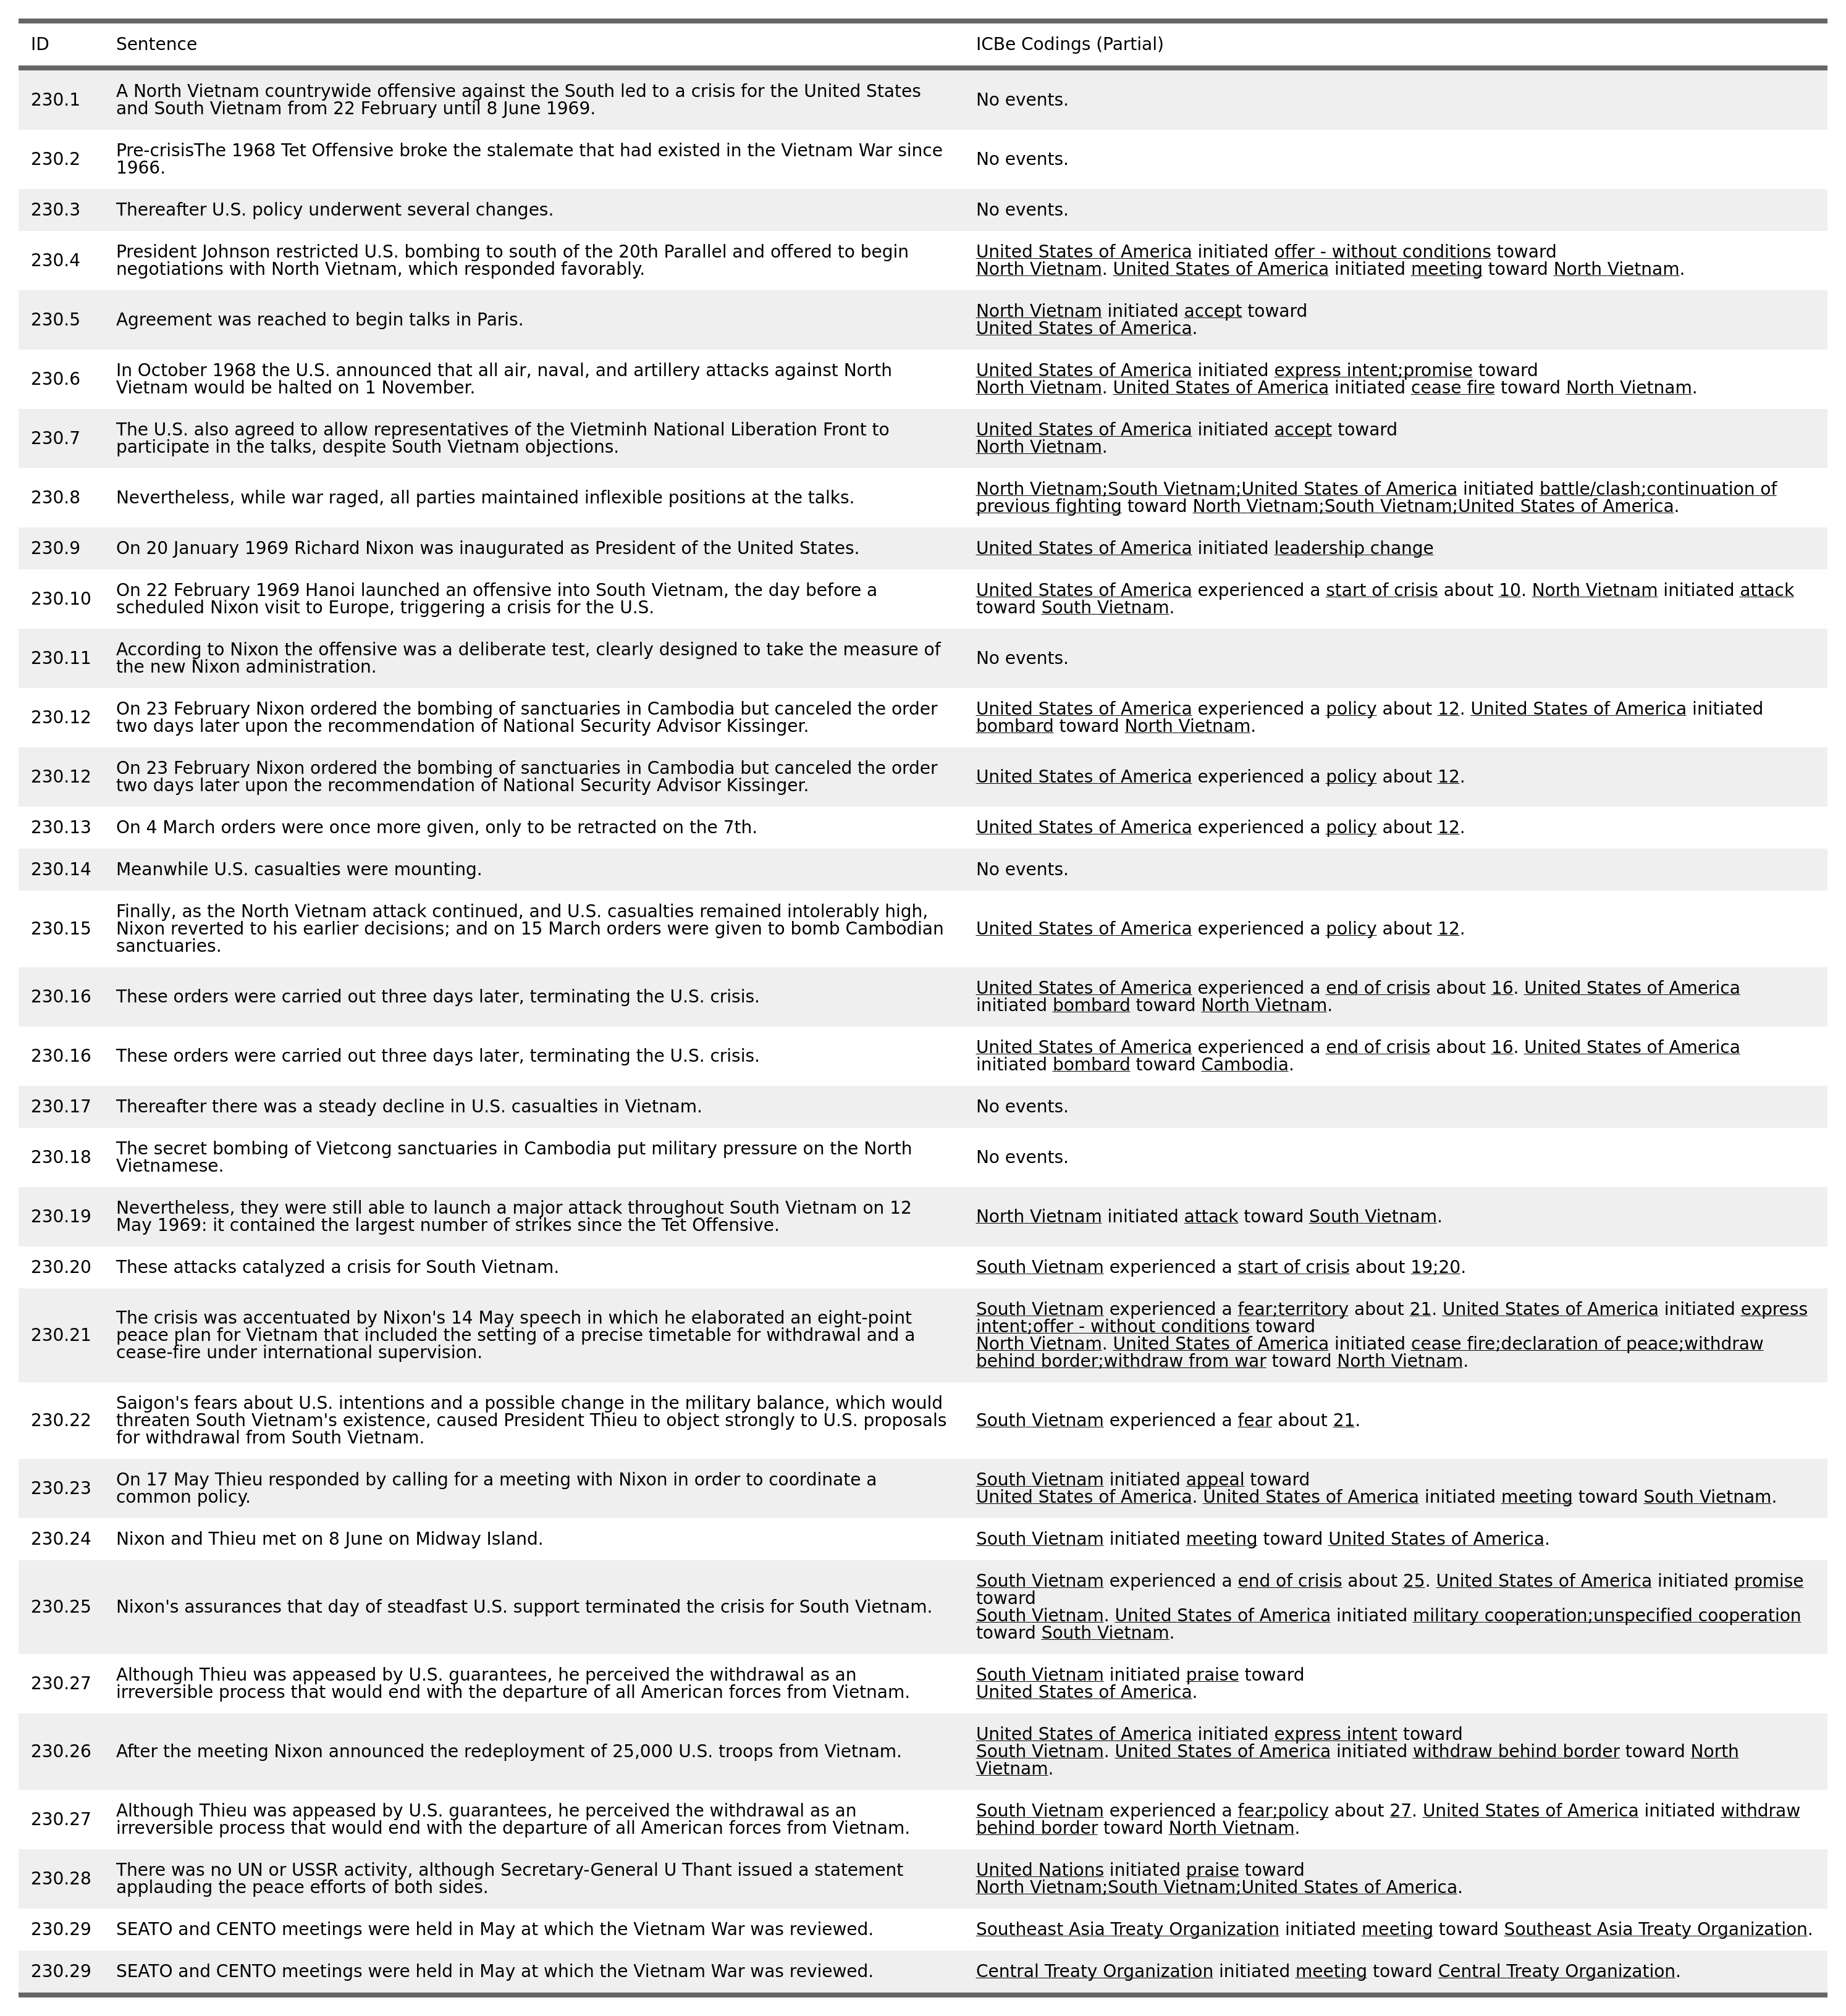 ID Sentence ICBe Codings (Partial)
230.1 A North Vietnam countrywide offensive against the South led to a crisis for the United States
and South Vietnam from 22 February until 8 June 1969. No events.
230.2 Pre-crisisThe 1968 Tet Offensive broke the stalemate that had existed in the Vietnam War since
1966. No events.
230.3 Thereafter U.S. policy underwent several changes. No events.
230.4 President Johnson restricted U.S. bombing to south of the 20th Parallel and offered to begin
negotiations with North Vietnam, which responded favorably.
United States of America initiated offer - without conditions toward
North Vietnam. United States of America initiated meeting toward North Vietnam.
230.5 Agreement was reached to begin talks in Paris.
North Vietnam initiated accept toward
United States of America.
230.6 In October 1968 the U.S. announced that all air, naval, and artillery attacks against North
Vietnam would be halted on 1 November.
United States of America initiated express intent;promise toward
North Vietnam. United States of America initiated cease fire toward North Vietnam.
230.7 The U.S. also agreed to allow representatives of the Vietminh National Liberation Front to
participate in the talks, despite South Vietnam objections.
United States of America initiated accept toward
North Vietnam.
230.8 Nevertheless, while war raged, all parties maintained inflexible positions at the talks.
North Vietnam;South Vietnam;United States of America initiated battle/clash;continuation of
previous fighting toward North Vietnam;South Vietnam;United States of America.
230.9 On 20 January 1969 Richard Nixon was inaugurated as President of the United States. United States of America initiated leadership change
230.10 On 22 February 1969 Hanoi launched an offensive into South Vietnam, the day before a
scheduled Nixon visit to Europe, triggering a crisis for the U.S.
United States of America experienced a start of crisis about 10. North Vietnam initiated attack
toward South Vietnam.
230.11 According to Nixon the offensive was a deliberate test, clearly designed to take the measure of
the new Nixon administration. No events.
230.12 On 23 February Nixon ordered the bombing of sanctuaries in Cambodia but canceled the order
two days later upon the recommendation of National Security Advisor Kissinger.
United States of America experienced a policy about 12. United States of America initiated
bombard toward North Vietnam.
230.12 On 23 February Nixon ordered the bombing of sanctuaries in Cambodia but canceled the order
two days later upon the recommendation of National Security Advisor Kissinger.
United States of America experienced a policy about 12.
230.13 On 4 March orders were once more given, only to be retracted on the 7th. United States of America experienced a policy about 12.
230.14 Meanwhile U.S. casualties were mounting. No events.
230.15 Finally, as the North Vietnam attack continued, and U.S. casualties remained intolerably high,
Nixon reverted to his earlier decisions; and on 15 March orders were given to bomb Cambodian
sanctuaries.
United States of America experienced a policy about 12.
230.16 These orders were carried out three days later, terminating the U.S. crisis.
United States of America experienced a end of crisis about 16. United States of America
initiated bombard toward North Vietnam.
230.16 These orders were carried out three days later, terminating the U.S. crisis.
United States of America experienced a end of crisis about 16. United States of America
initiated bombard toward Cambodia.
230.17 Thereafter there was a steady decline in U.S. casualties in Vietnam. No events.
230.18 The secret bombing of Vietcong sanctuaries in Cambodia put military pressure on the North
Vietnamese. No events.
230.19 Nevertheless, they were still able to launch a major attack throughout South Vietnam on 12
May 1969: it contained the largest number of strikes since the Tet Offensive.
North Vietnam initiated attack toward South Vietnam.
230.20 These attacks catalyzed a crisis for South Vietnam. South Vietnam experienced a start of crisis about 19;20.
230.21 The crisis was accentuated by Nixon's 14 May speech in which he elaborated an eight-point
peace plan for Vietnam that included the setting of a precise timetable for withdrawal and a
cease-fire under international supervision.
South Vietnam experienced a fear;territory about 21. United States of America initiated express
intent;offer - without conditions toward
North Vietnam. United States of America initiated cease fire;declaration of peace;withdraw
behind border;withdraw from war toward North Vietnam.
230.22 Saigon's fears about U.S. intentions and a possible change in the military balance, which would
threaten South Vietnam's existence, caused President Thieu to object strongly to U.S. proposals
for withdrawal from South Vietnam.
South Vietnam experienced a fear about 21.
230.23 On 17 May Thieu responded by calling for a meeting with Nixon in order to coordinate a
common policy.
South Vietnam initiated appeal toward
United States of America. United States of America initiated meeting toward South Vietnam.
230.24 Nixon and Thieu met on 8 June on Midway Island. South Vietnam initiated meeting toward United States of America.
230.25 Nixon's assurances that day of steadfast U.S. support terminated the crisis for South Vietnam.
South Vietnam experienced a end of crisis about 25. United States of America initiated promise
toward
South Vietnam. United States of America initiated military cooperation;unspecified cooperation
toward South Vietnam.
230.27 Although Thieu was appeased by U.S. guarantees, he perceived the withdrawal as an
irreversible process that would end with the departure of all American forces from Vietnam.
South Vietnam initiated praise toward
United States of America.
230.26 After the meeting Nixon announced the redeployment of 25,000 U.S. troops from Vietnam.
United States of America initiated express intent toward
South Vietnam. United States of America initiated withdraw behind border toward North
Vietnam.
230.27 Although Thieu was appeased by U.S. guarantees, he perceived the withdrawal as an
irreversible process that would end with the departure of all American forces from Vietnam.
South Vietnam experienced a fear;policy about 27. United States of America initiated withdraw
behind border toward North Vietnam.
230.28 There was no UN or USSR activity, although Secretary-General U Thant issued a statement
applauding the peace efforts of both sides.
United Nations initiated praise toward
North Vietnam;South Vietnam;United States of America.
230.29 SEATO and CENTO meetings were held in May at which the Vietnam War was reviewed. Southeast Asia Treaty Organization initiated meeting toward Southeast Asia Treaty Organization.
230.29 SEATO and CENTO meetings were held in May at which the Vietnam War was reviewed. Central Treaty Organization initiated meeting toward Central Treaty Organization.